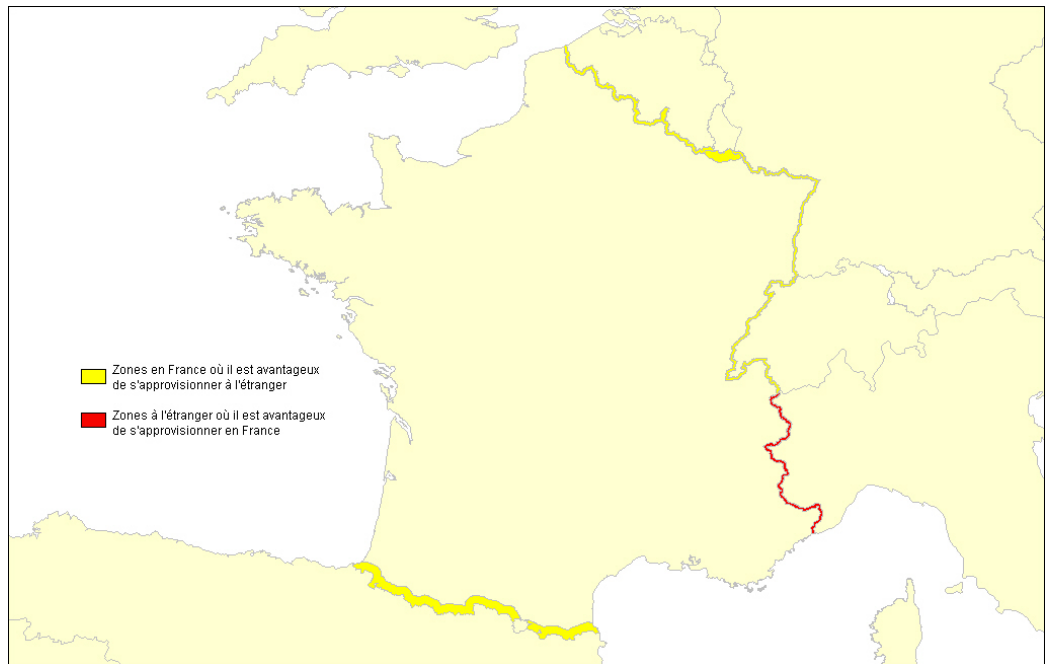 Zones en France où il est avantageux
de s'approvisionner à l'étranger
Zones à l'étranger où il est avantageux
de s'approvisionner en France